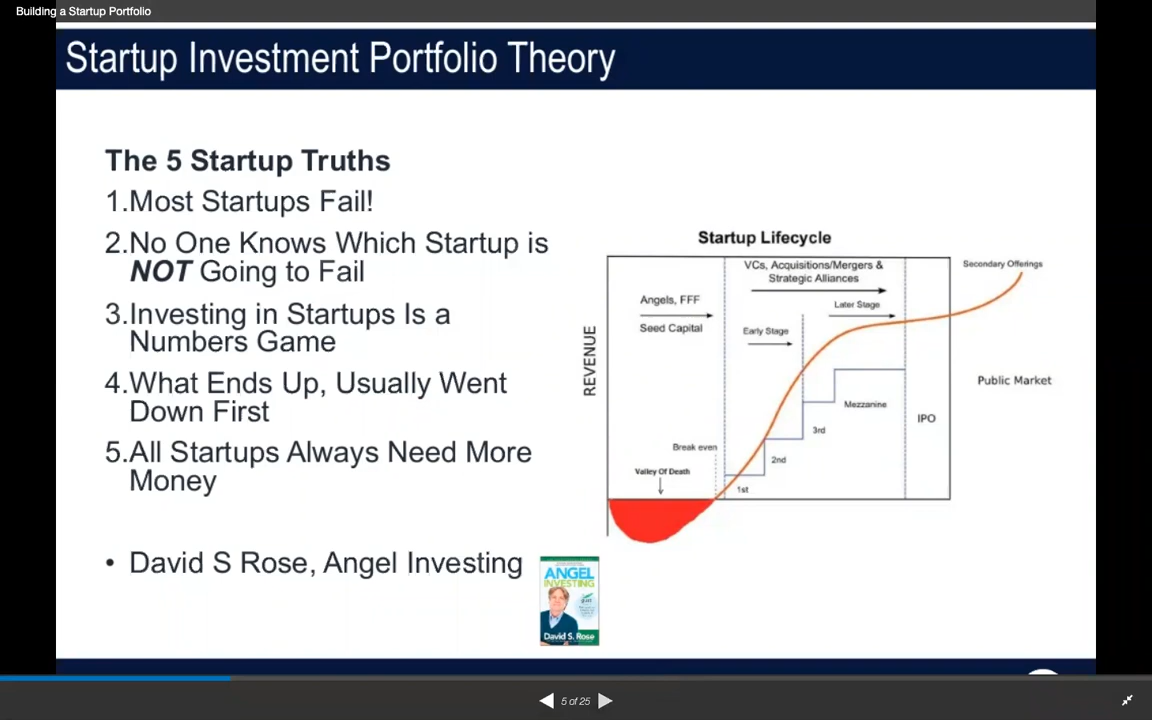 Building a Startup Portfolio
Startup Investment Portfolio Theory
The 5 Startup Truths
1.Most Startups Fail!
2.No One Knows Which Startup is
NOT Going to Fail
3.Investing in Startups Is a
Numbers Game
4.What Ends Up, Usually Went
Down First
5.All Startups Always Need More
Money
• David S Rose, Angel Investing
ANGEL
INVESTING
David S. Rose
Startup Lifecycle
REVENUE
Angels, FFF
Seed Capital
VCs, Acquisitions/Mergers &
Strategic Alliances
Later Stage
Early Stage
Secondary Offerings
Public Market
Mezzanine
IPO
3rd
Break even
2nd
Valley Of Death
1st
5 of 25